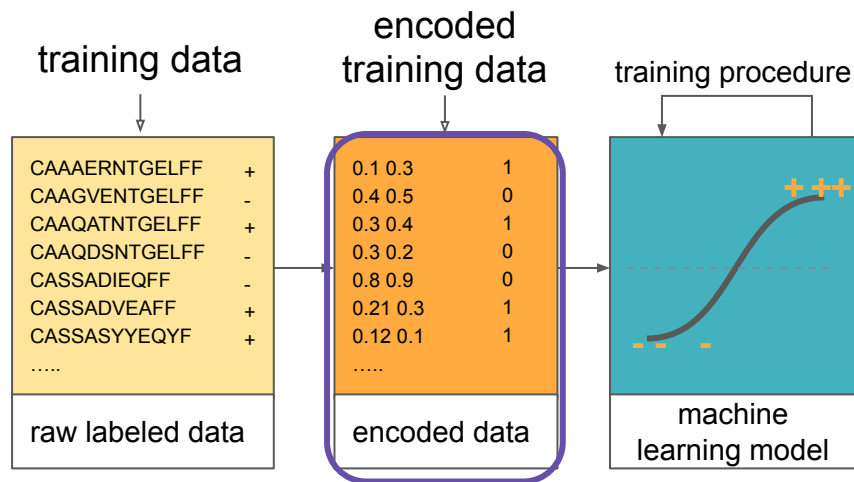 training data
encoded
training data
training procedure
CAAAERNTGELFF +
CAAGVENTGELFF -
CAAQATNTGELFF +
CAAQDSNTGELFF -
CASSADIEQFF -
CASSADVEAFF +
CASSASYYEQYF +
…..
raw labeled data
0.1 0.3 1
0.4 0.5 0
0.3 0.4 1
0.3 0.2 0
0.8 0.9 0
0.21 0.3 1
0.12 0.1 1
…..
encoded data
+ ++
- - -
machine
learning model